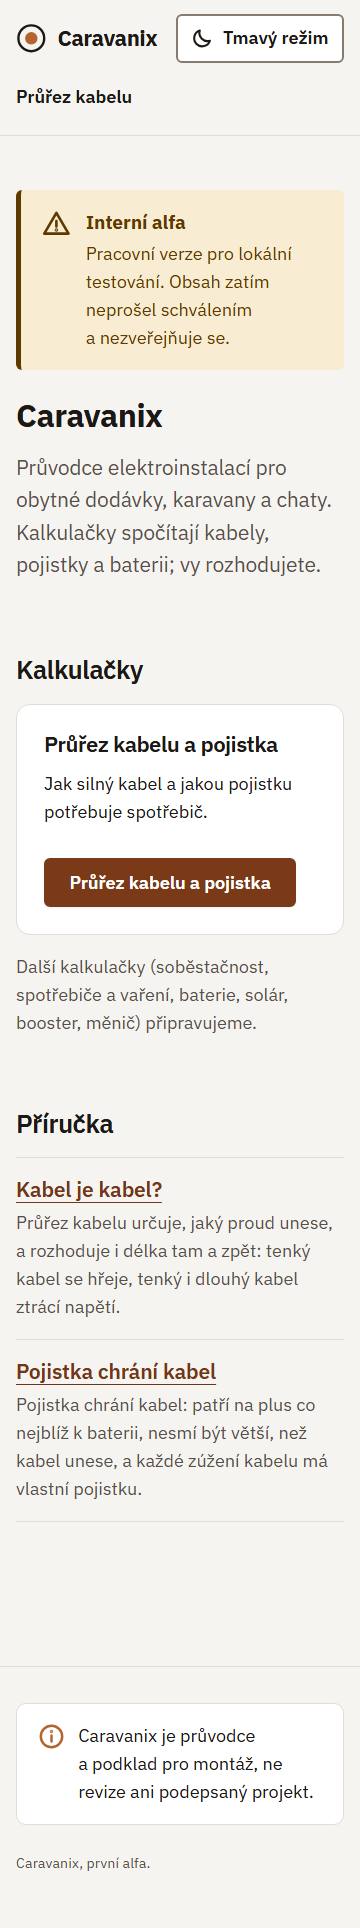 Caravanix
Tmavý režim
Průřez kabelu
Interní alfa
Pracovní verze pro lokální
testování. Obsah zatím
neprošel schválením
a nezveřejňuje se.
Caravanix
Průvodce elektroinstalací pro
obytné dodávky, karavany a chaty.
Kalkulačky spočítají kabely,
pojistky a baterii; vy rozhodujete.
Kalkulačky
Průřez kabelu a pojistka
Jak silný kabel a jakou pojistku
potřebuje spotřebič.
Průřez kabelu a pojistka
Další kalkulačky (soběstačnost,
spotřebiče a vaření, baterie, solár,
booster, měnič) připravujeme.
Příručka
Kabel je kabel?
Průřez kabelu určuje, jaký proud unese,
a rozhoduje i délka tam a zpět: tenký
kabel se hřeje, tenký i dlouhý kabel
ztrácí napětí.
Pojistka chrání kabel
Pojistka chrání kabel: patří na plus co
nejblíž k baterii, nesmí být větší, než
kabel unese, a každé zúžení kabelu má
vlastní pojistku.
Caravanix je průvodce
a podklad pro montáž, ne
revize ani podepsaný projekt.
Caravanix, první alfa.